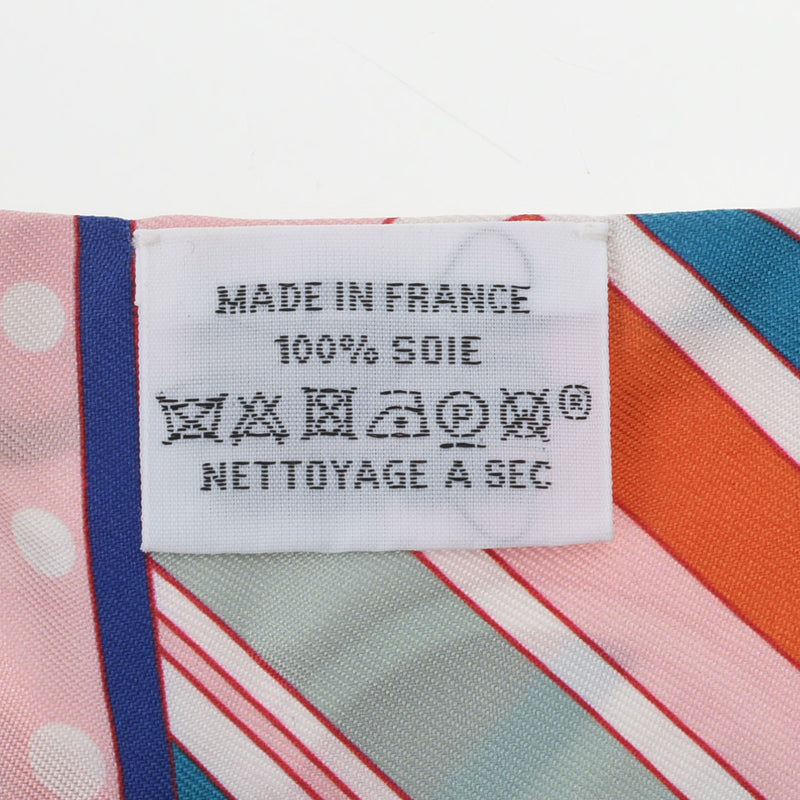 MADE IN FRANCE
100% SOIE
P W ®
NETTOYAGE À SEC